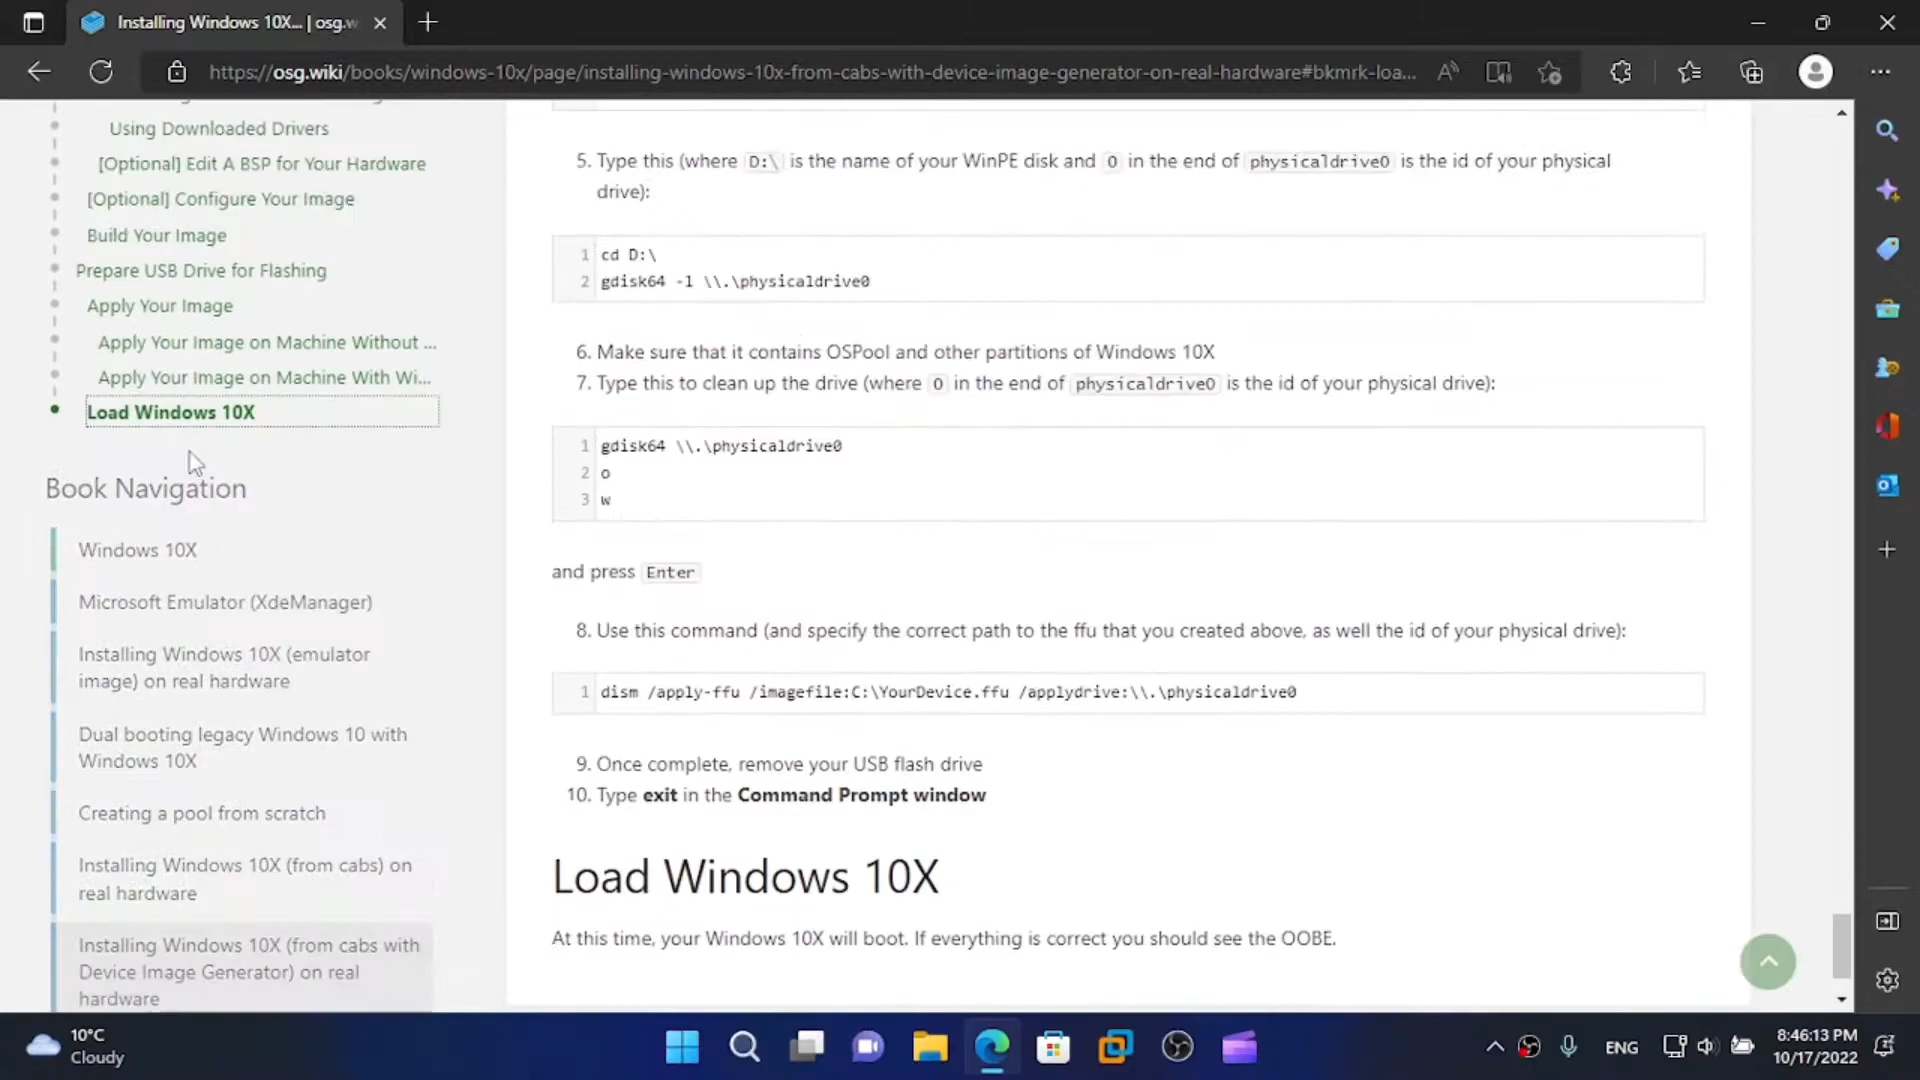 Installing Windows 10X... | osg.w
https://osg.wiki/books/windows-10x/page/installing-windows-10x-from-cabs-with-device-image-generator-on-real-hardware#bkmrk-loa...
Using Downloaded Drivers
[Optional] Edit A BSP for Your Hardware
[Optional] Configure Your Image
Build Your Image
Prepare USB Drive for Flashing
Apply Your Image
Apply Your Image on Machine Without ...
Apply Your Image on Machine With Wi...
Load Windows 10X
Book Navigation
Windows 10X
Microsoft Emulator (XdeManager)
Installing Windows 10X (emulator
image) on real hardware
Dual booting legacy Windows 10 with
Windows 10X
Creating a pool from scratch
Installing Windows 10X (from cabs) on
real hardware
Installing Windows 10X (from cabs with
Device Image Generator) on real
hardware
5. Type this (where D:\ is the name of your WinPE disk and 0 in the end of physicaldrive0 is the id of your physical
drive):
1 cd D:\
2 gdisk64 -l \\.\physicaldrive0
6. Make sure that it contains OSPool and other partitions of Windows 10X
7. Type this to clean up the drive (where 0 in the end of physicaldrive0 is the id of your physical drive):
1 gdisk64 \\.\physicaldrive0
2 o
3 w
and press Enter
8. Use this command (and specify the correct path to the ffu that you created above, as well the id of your physical drive):
1 dism /apply-ffu /imagefile:C:\YourDevice.ffu /applydrive:\\.\physicaldrive0
9. Once complete, remove your USB flash drive
10. Type exit in the Command Prompt window
Load Windows 10X
At this time, your Windows 10X will boot. If everything is correct you should see the OOBE.
10°C
Cloudy
ENG
8:46:13 PM
10/17/2022